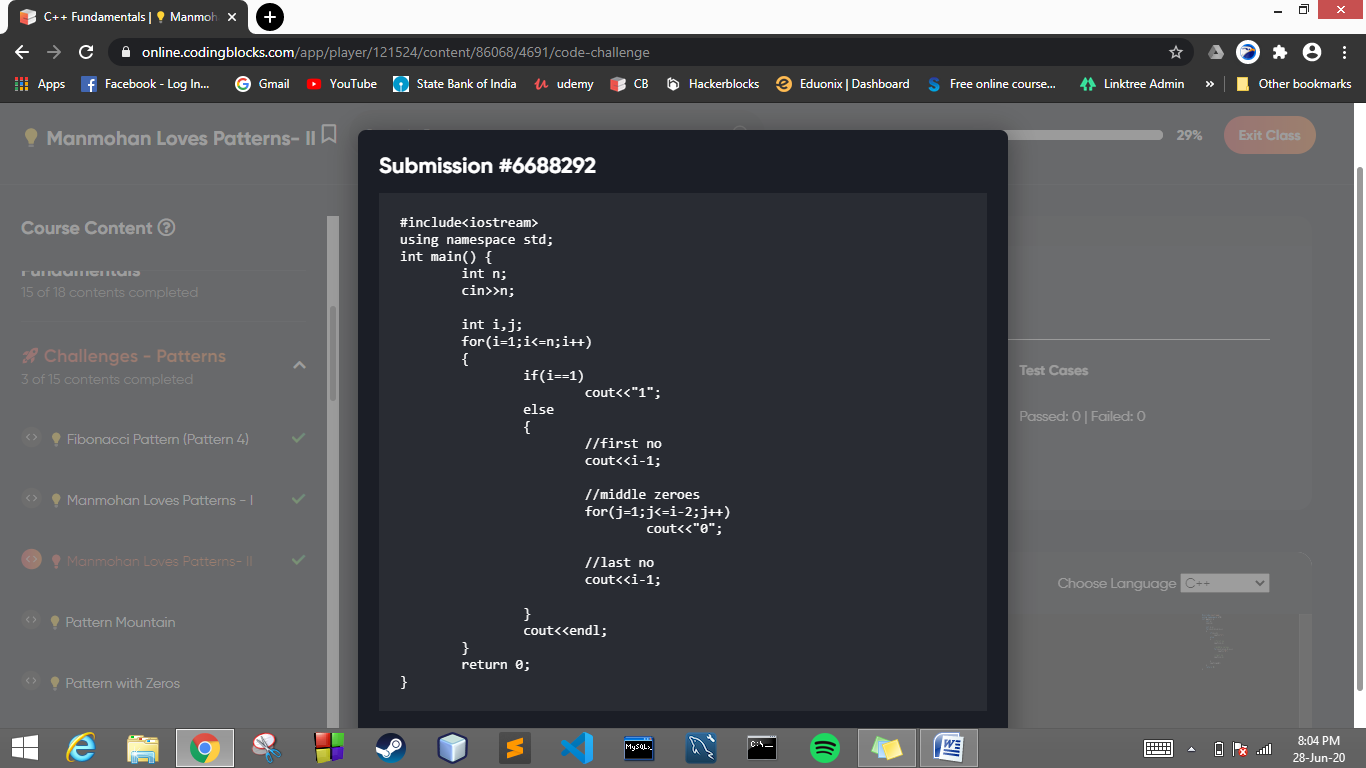 C++ Fundamentals | 💡 Manmoh
online.codingblocks.com/app/player/121524/content/86068/4691/code-challenge
Apps
Facebook - Log In...
Gmail
YouTube
State Bank of India
udemy
CB
Hackerblocks
Eduonix | Dashboard
Free online course...
Linktree Admin
»
Other bookmarks
Manmohan Loves Patterns- II
29%
Exit Class
Course Content
Fundamentals
15 of 18 contents completed
🚀 Challenges - Patterns
3 of 15 contents completed
Fibonacci Pattern (Pattern 4)
Manmohan Loves Patterns - I
Manmohan Loves Patterns- II
Pattern Mountain
Pattern with Zeros
Submission #6688292
#include<iostream>
using namespace std;
int main() {
int n;
cin>>n;
int i,j;
for(i=1;i<=n;i++)
{
if(i==1)
cout<<"1";
else
{
//first no
cout<<i-1;
//middle zeroes
for(j=1;j<=i-2;j++)
cout<<"0";
//last no
cout<<i-1;
}
cout<<endl;
}
return 0;
}
Test Cases
Passed: 0 | Failed: 0
Choose Language C++
8:04 PM
28-Jun-20